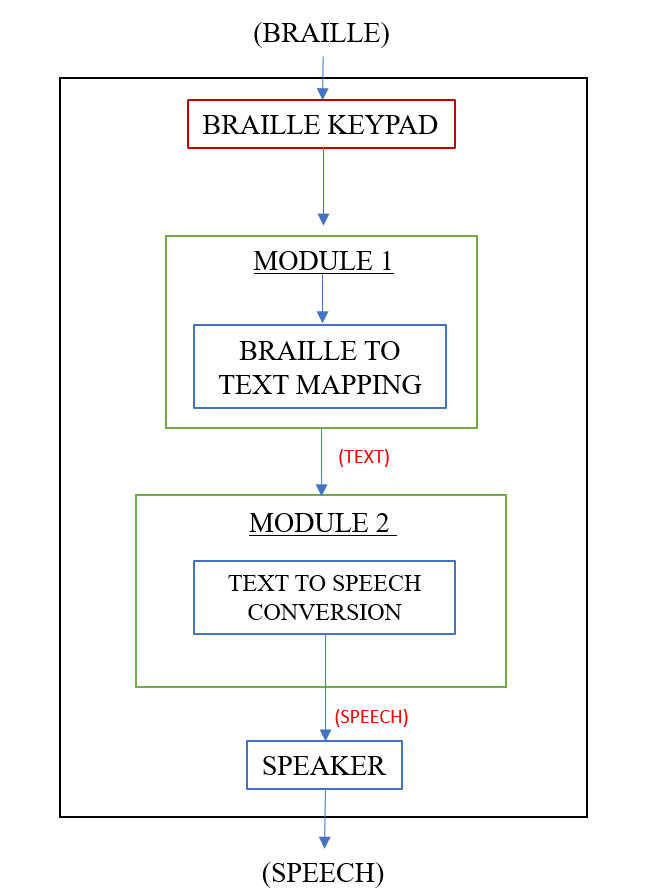 (BRAILLE)
BRAILLE KEYPAD
MODULE 1
BRAILLE TO
TEXT MAPPING
(TEXT)
MODULE 2
TEXT TO SPEECH
CONVERSION
(SPEECH)
SPEAKER
(SPEECH)